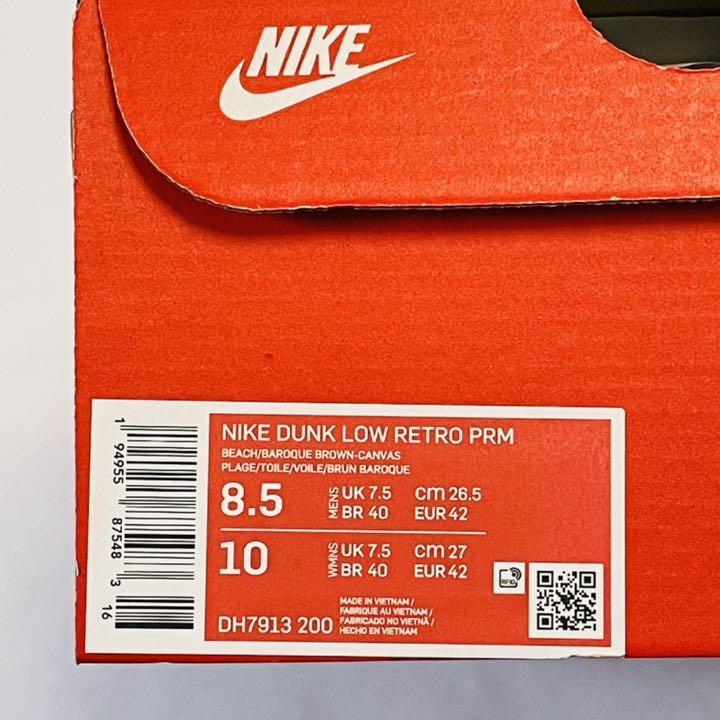 NIKE
NIKE DUNK LOW RETRO PRM
BEACH/BAROQUE BROWN-CANVAS
PLAGE/TOILE/VOILE/BRUN BAROQUE
8.5 MENS UK 7.5 cm 26.5
BR 40 EUR 42
10 WMNS UK 7.5 cm 27
BR 40 EUR 42
RFID
DH7913 200
MADE IN VIETNAM /
FABRIQUE AU VIETNAM /
FABRICADO NO VIETNÃ /
HECHO EN VIETNAM
1 94955 87548 3
16